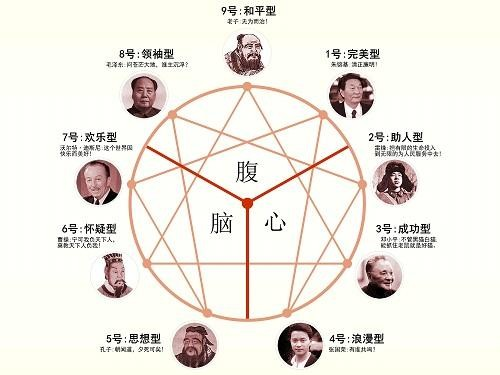 9号:和平型
老子:无为而治!
8号:领袖型
毛泽东:问苍茫大地,谁主沉浮?
1号:完美型
朱镕基:清正廉明!
7号:欢乐型
沃尔特·迪斯尼:这个世界因
快乐而美好!
2号:助人型
雷锋:把有限的生命投入
到无限的为人民服务中去!
腹
脑
心
6号:怀疑型
曹操:宁可我负天下人,
莫教天下人负我!
3号:成功型
邓小平:不管黑猫白猫,
能抓住老鼠就是好猫。
5号:思想型
孔子:朝闻道,夕死可矣!
4号:浪漫型
张国荣:有谁共鸣?